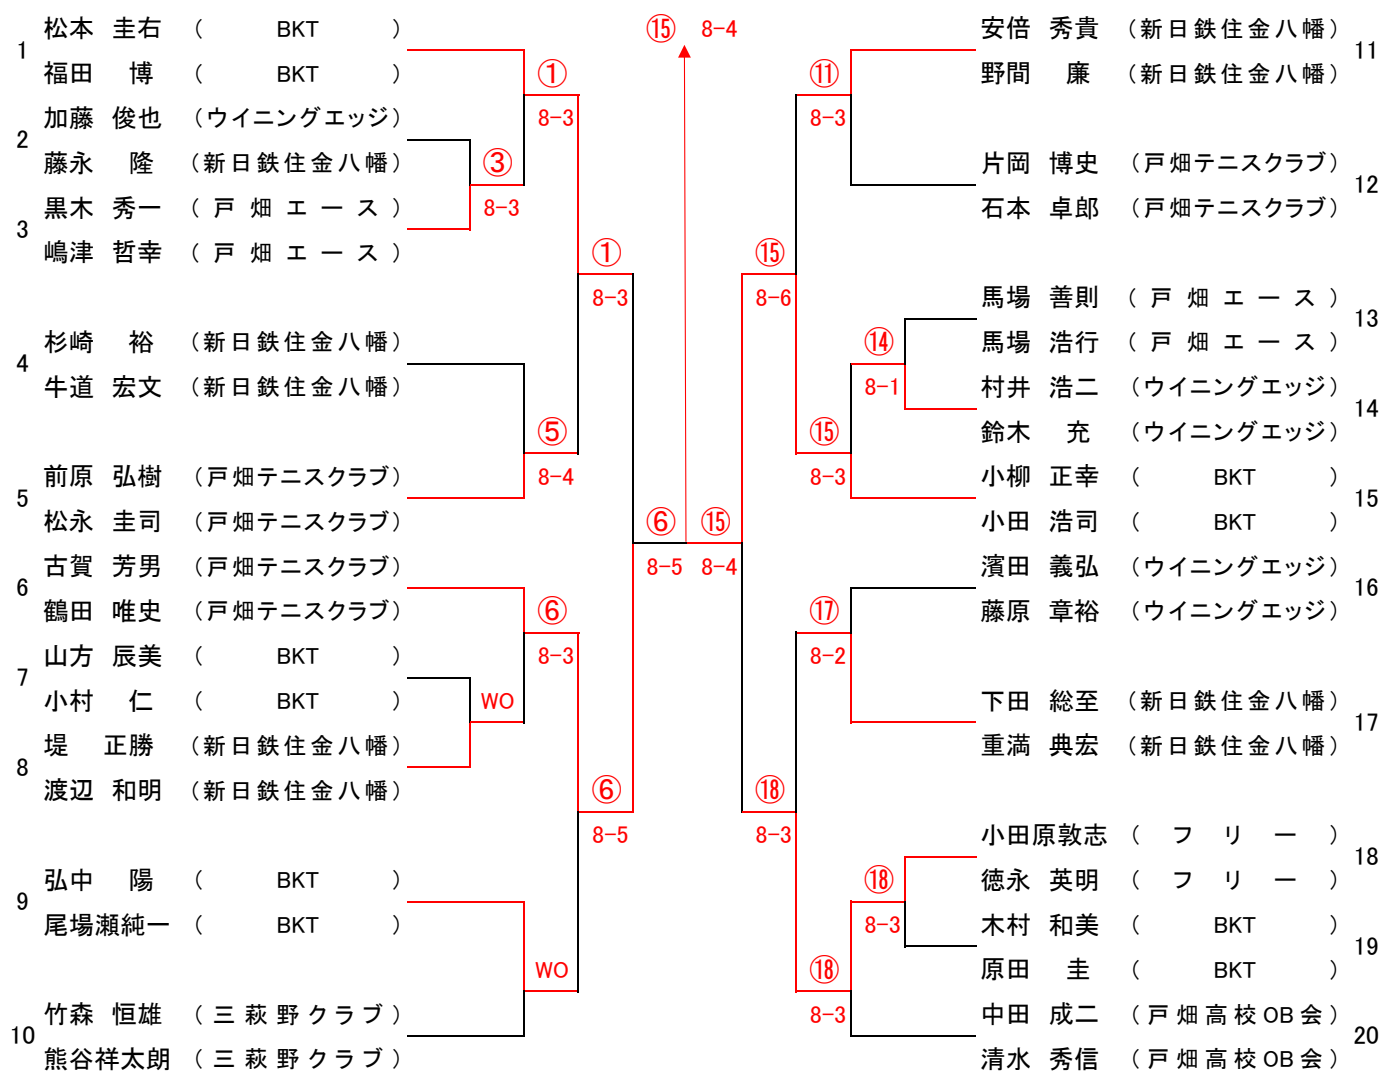 1 松本 圭右 ( BKT )
福田 博 ( BKT )
2 加藤 俊也 (ウイニングエッジ)
藤永 隆 (新日鉄住金八幡)
3 黒木 秀一 (戸畑エース)
嶋津 哲幸 (戸畑エース)
4 杉崎 裕 (新日鉄住金八幡)
牛道 宏文 (新日鉄住金八幡)
5 前原 弘樹 (戸畑テニスクラブ)
松永 圭司 (戸畑テニスクラブ)
6 古賀 芳男 (戸畑テニスクラブ)
鶴田 唯史 (戸畑テニスクラブ)
7 山方 辰美 ( BKT )
小村 仁 ( BKT )
8 堤 正勝 (新日鉄住金八幡)
渡辺 和明 (新日鉄住金八幡)
9 弘中 陽 ( BKT )
尾場瀬純一 ( BKT )
10 竹森 恒雄 (三萩野クラブ)
熊谷祥太朗 (三萩野クラブ)
③
8-3
WO
①
8-3
⑤
8-4
⑥
8-3
WO
①
8-3
⑥
8-5
⑥
8-5
⑮ 8-4
⑮
8-4
⑮
8-6
⑱
8-3
⑪
8-3
⑮
8-3
⑰
8-2
⑱
8-3
⑭
8-1
⑱
8-3
安倍 秀貴 (新日鉄住金八幡) 11
野間 廉 (新日鉄住金八幡)
片岡 博史 (戸畑テニスクラブ) 12
石本 卓郎 (戸畑テニスクラブ)
馬場 善則 (戸畑エース) 13
馬場 浩行 (戸畑エース)
村井 浩二 (ウイニングエッジ) 14
鈴木 充 (ウイニングエッジ)
小柳 正幸 ( BKT ) 15
小田 浩司 ( BKT )
濱田 義弘 (ウイニングエッジ) 16
藤原 章裕 (ウイニングエッジ)
下田 総至 (新日鉄住金八幡) 17
重満 典宏 (新日鉄住金八幡)
小田原敦志 ( フリー ) 18
徳永 英明 ( フリー )
木村 和美 ( BKT ) 19
原田 圭 ( BKT )
中田 成二 (戸畑高校OB会) 20
清水 秀信 (戸畑高校OB会)